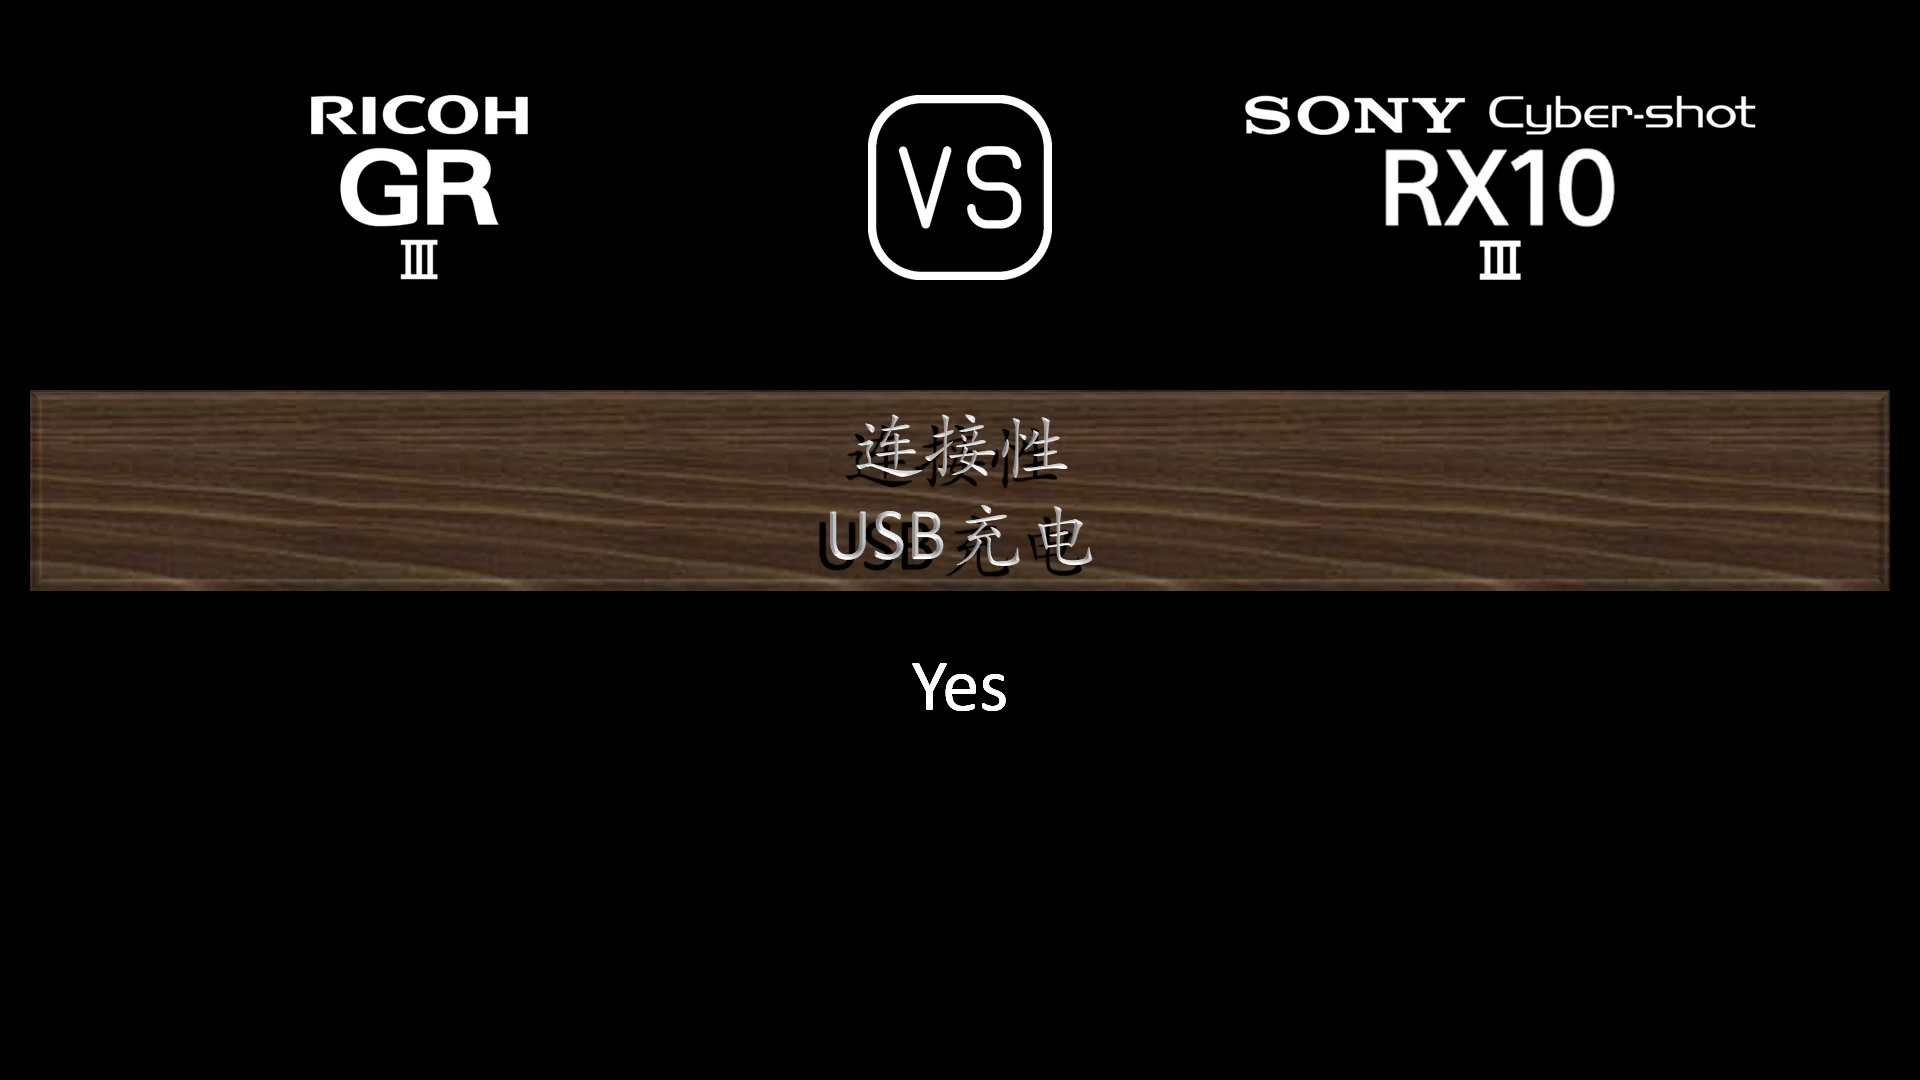 RICOH
GR
III
VS
SONY Cyber-shot
RX10
III
连接性
USB充电
Yes